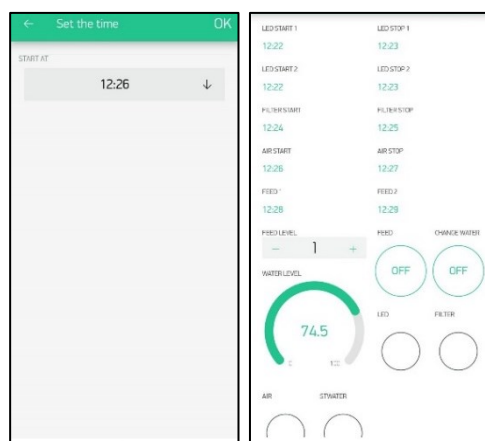 ← Set the time OK
START AT
12:26 ↓
LED START 1 LED STOP 1
12:22 12:23
LED START 2 LED STOP 2
12:22 12:23
FILTER START FILTER STOP
12:24 12:25
AIR START AIR STOP
12:26 12:27
FEED 1 FEED 2
12:28 12:29
FEED LEVEL FEED CHANGE WATER
− 1 +
OFF OFF
WATER LEVEL
74.5
LED FILTER
AIR STWATER